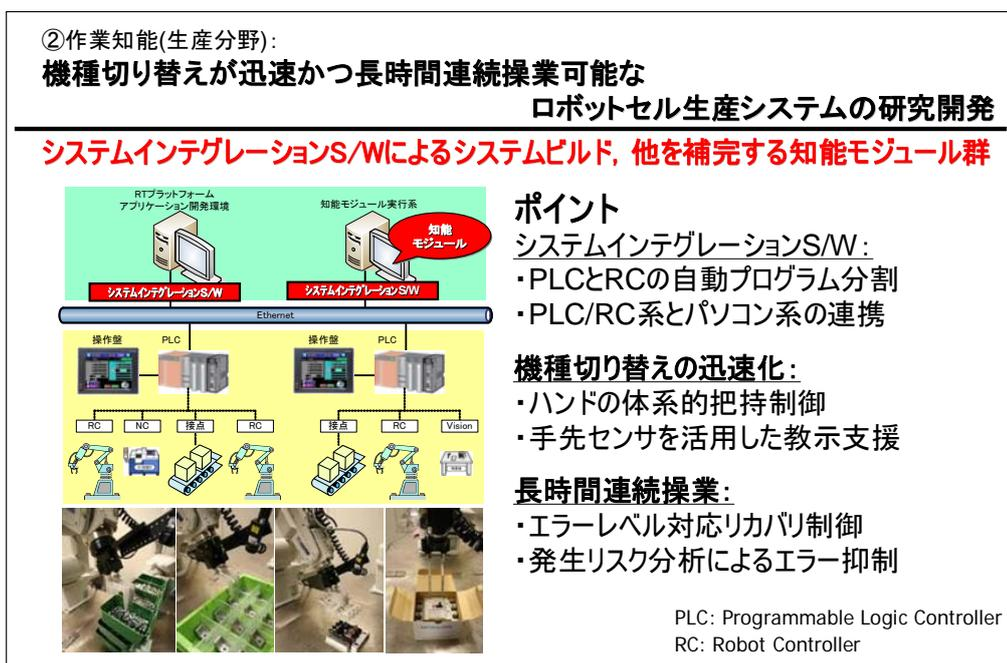 ②作業知能(生産分野)：
機種切り替えが迅速かつ長時間連続操業可能な
ロボットセル生産システムの研究開発
システムインテグレーションS/Wによるシステムビルド，他を補完する知能モジュール群
RTプラットフォーム
アプリケーション開発環境
知能モジュール実行系
知能
モジュール
システムインテグレーションS/W
システムインテグレーションS/W
Ethernet
操作盤
PLC
操作盤
PLC
RC
NC
接点
RC
接点
RC
Vision
ポイント
システムインテグレーションS/W：
・PLCとRCの自動プログラム分割
・PLC/RC系とパソコン系の連携
機種切り替えの迅速化：
・ハンドの体系的把持制御
・手先センサを活用した教示支援
長時間連続操業：
・エラーレベル対応リカバリ制御
・発生リスク分析によるエラー抑制
PLC: Programmable Logic Controller
RC: Robot Controller